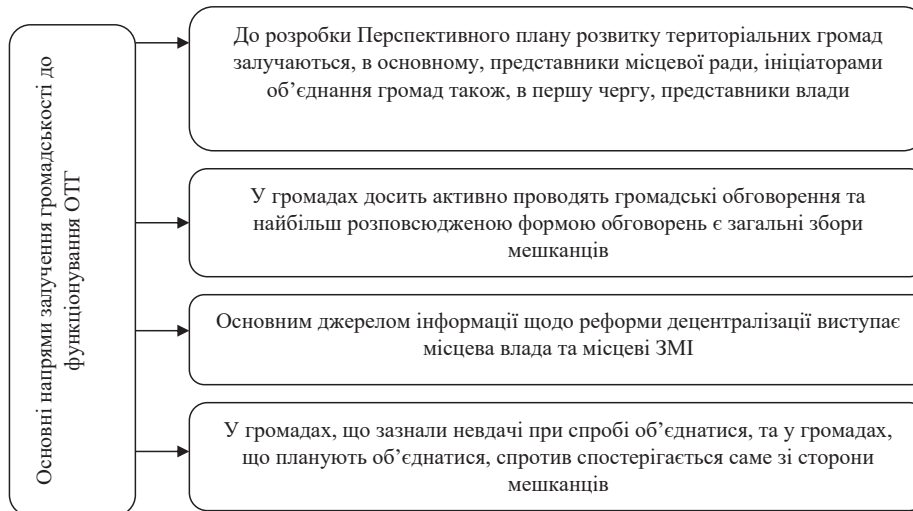 Основні напрями залучення громадськості до
функціонування ОТГ
До розробки Перспективного плану розвитку територіальних громад
залучаються, в основному, представники місцевої ради, ініціаторами
об’єднання громад також, в першу чергу, представники влади
У громадах досить активно проводять громадські обговорення та
найбільш розповсюдженою формою обговорень є загальні збори
мешканців
Основним джерелом інформації щодо реформи децентралізації виступає
місцева влада та місцеві ЗМІ
У громадах, що зазнали невдачі при спробі об’єднатися, та у громадах,
що планують об’єднатися, спротив спостерігається саме зі сторони
мешканців